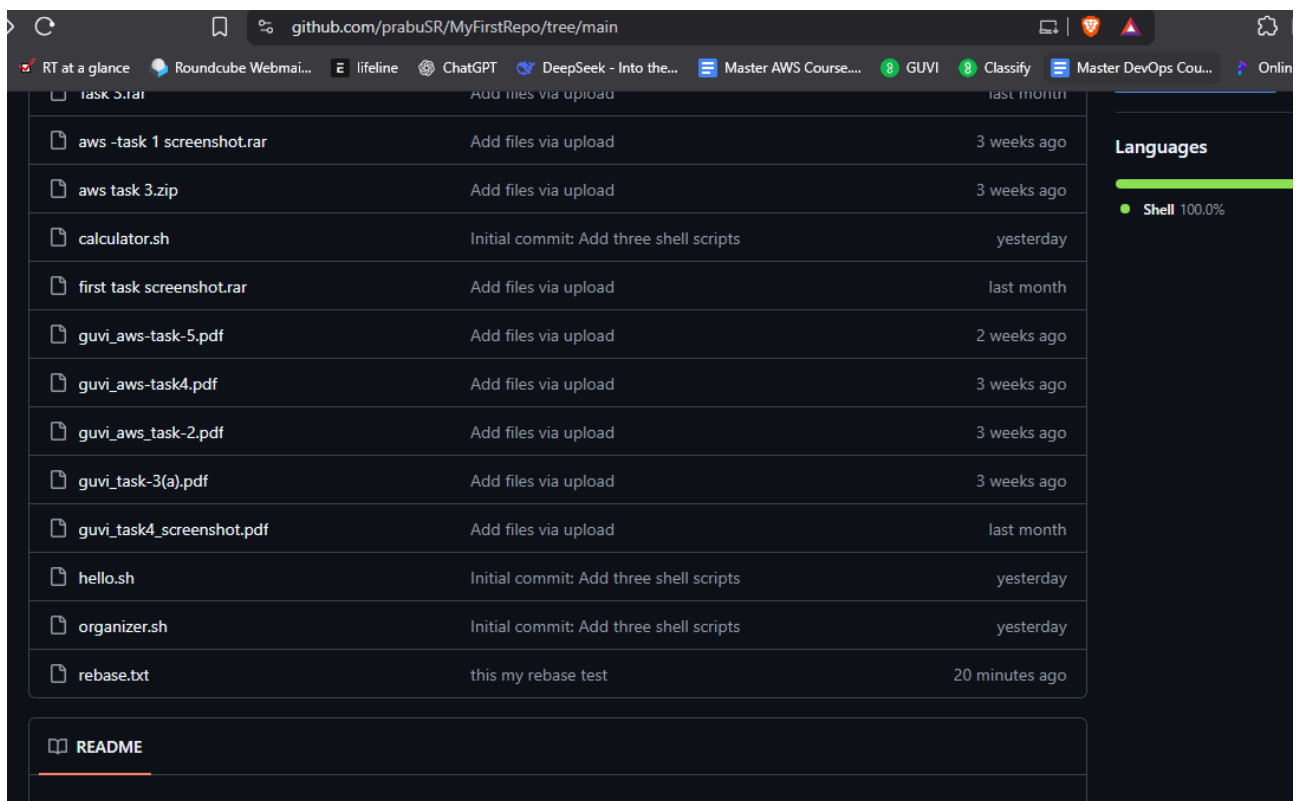 github.com/prabuSR/MyFirstRepo/tree/main
RT at a glance Roundcube Webmai... lifeline ChatGPT DeepSeek - Into the... Master AWS Course.... GUVI Classify Master DevOps Cou... Onlin
Task 3.rar Add files via upload last month
aws -task 1 screenshot.rar Add files via upload 3 weeks ago
Languages
aws task 3.zip Add files via upload 3 weeks ago
Shell 100.0%
calculator.sh Initial commit: Add three shell scripts yesterday
first task screenshot.rar Add files via upload last month
guvi_aws-task-5.pdf Add files via upload 2 weeks ago
guvi_aws-task4.pdf Add files via upload 3 weeks ago
guvi_aws_task-2.pdf Add files via upload 3 weeks ago
guvi_task-3(a).pdf Add files via upload 3 weeks ago
guvi_task4_screenshot.pdf Add files via upload last month
hello.sh Initial commit: Add three shell scripts yesterday
organizer.sh Initial commit: Add three shell scripts yesterday
rebase.txt this my rebase test 20 minutes ago
README